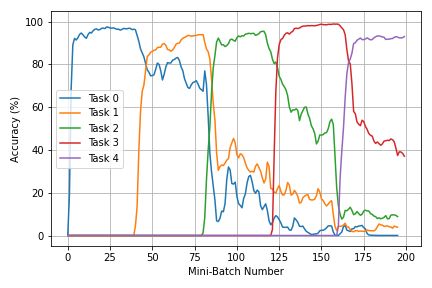 100
80
60
40
20
0
Accuracy (%)
Task 0
Task 1
Task 2
Task 3
Task 4
0 25 50 75 100 125 150 175 200
Mini-Batch Number